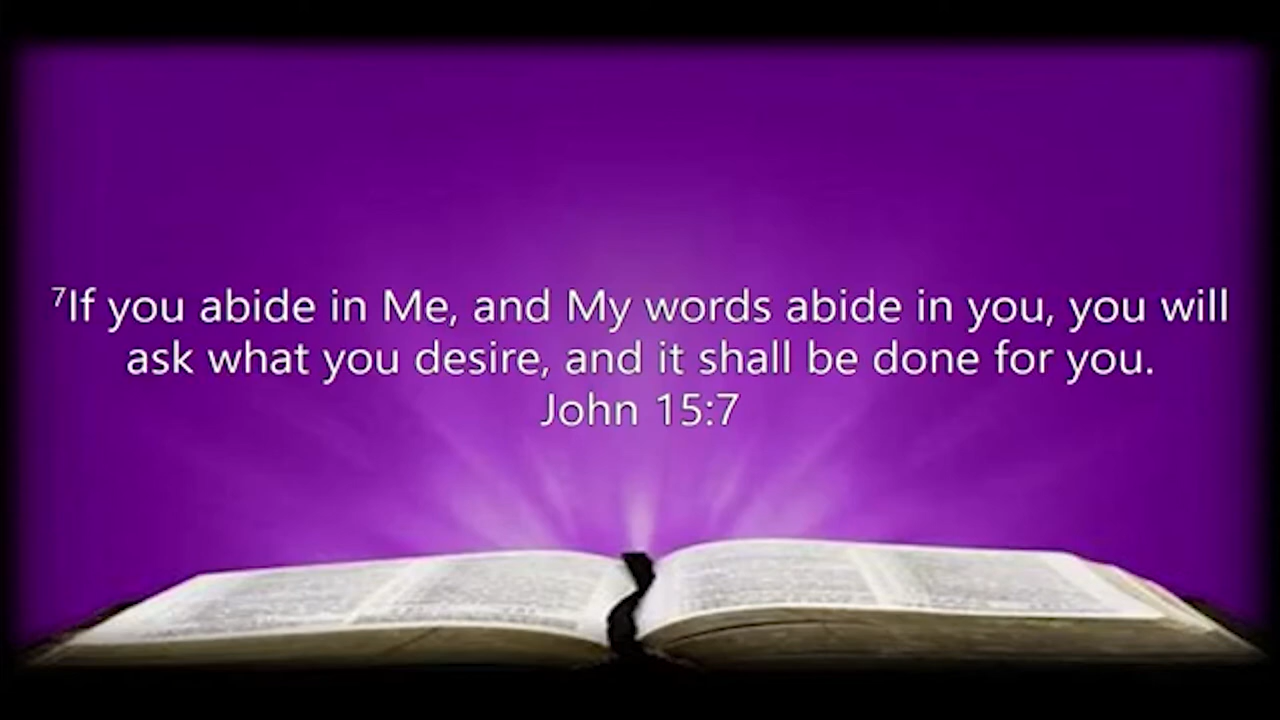 ⁷If you abide in Me, and My words abide in you, you will
ask what you desire, and it shall be done for you.
John 15:7